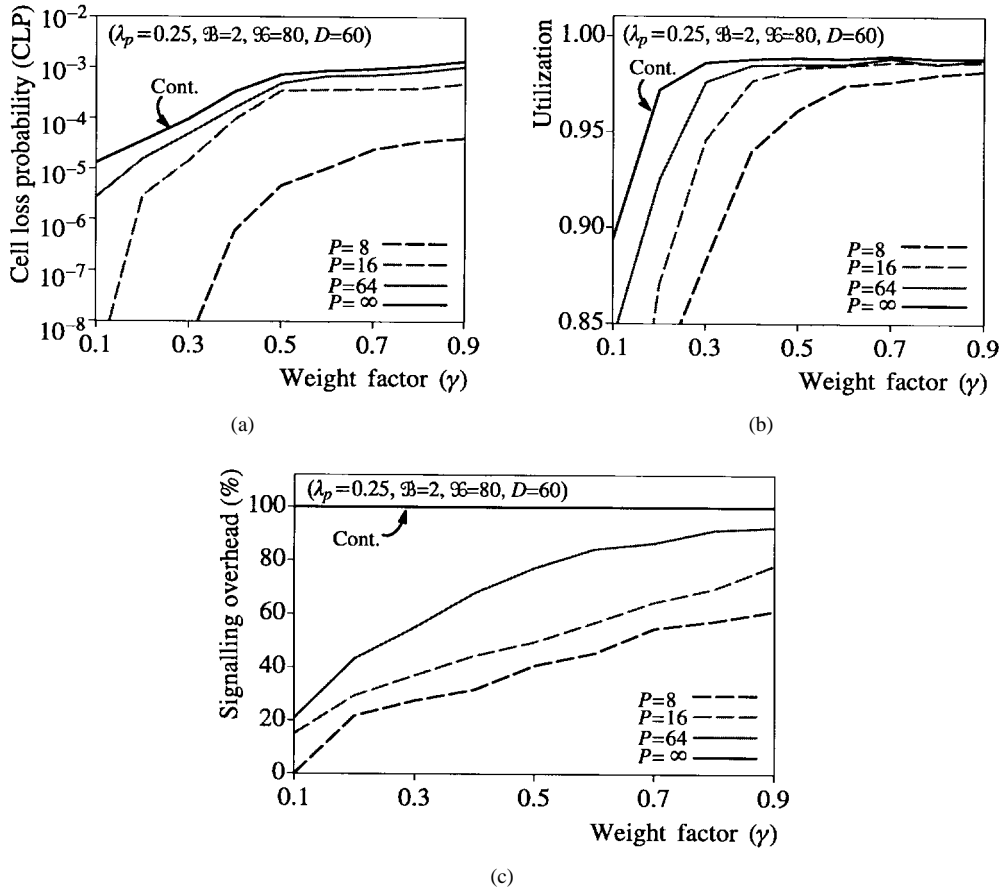 10⁻²
(λp=0.25, ℬ=2, 𝒢=80, D=60)
10⁻³
Cont.
10⁻⁴
10⁻⁵
10⁻⁶
10⁻⁷
10⁻⁸
Cell loss probability (CLP)
P= 8
P=16
P=64
P= ∞
0.1 0.3 0.5 0.7 0.9
Weight factor (γ)
(a)
1.00
(λp=0.25, ℬ=2, 𝒢=80, D=60)
Cont.
0.95
0.90
0.85
Utilization
P= 8
P=16
P=64
P= ∞
0.1 0.3 0.5 0.7 0.9
Weight factor (γ)
(b)
(λp=0.25, ℬ=2, 𝒢=80, D=60)
100
Cont.
80
60
40
20
0
Signalling overhead (%)
P= 8
P=16
P=64
P= ∞
0.1 0.3 0.5 0.7 0.9
Weight factor (γ)
(c)